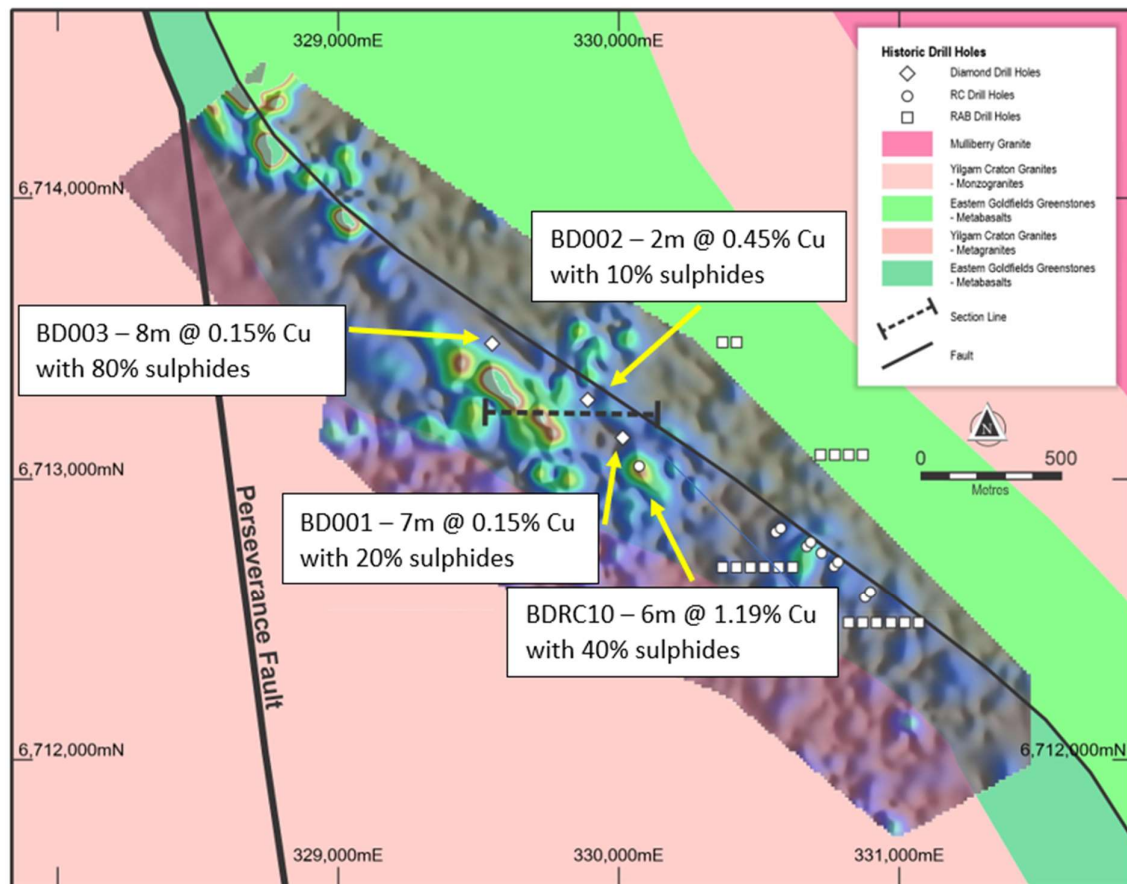 329,000mE
330,000mE
Historic Drill Holes
Diamond Drill Holes
RC Drill Holes
RAB Drill Holes
Mulliberry Granite
Yilgarn Craton Granites
- Monzogranites
Eastern Goldfields Greenstones
- Metabasalts
Yilgarn Craton Granites
- Metagranites
Eastern Goldfields Greenstones
- Metabasalts
Section Line
Fault
6,714,000mN
BD002 – 2m @ 0.45% Cu
with 10% sulphides
BD003 – 8m @ 0.15% Cu
with 80% sulphides
N
0
500
Metres
6,713,000mN
Perseverance Fault
BD001 – 7m @ 0.15% Cu
with 20% sulphides
BDRC10 – 6m @ 1.19% Cu
with 40% sulphides
6,712,000mN
6,712,000mN
329,000mE
330,000mE
331,000mE